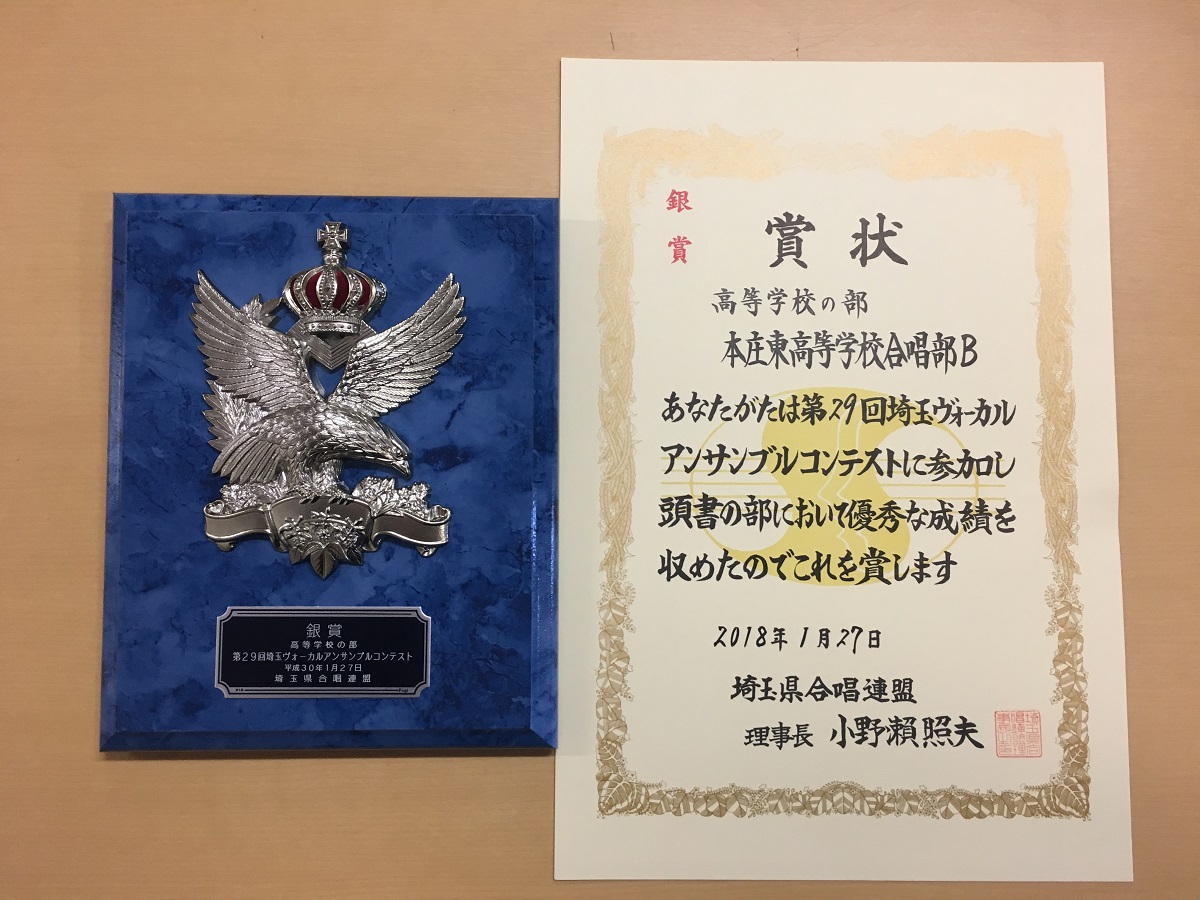 銀賞
高等学校の部
第29回埼玉ヴォーカルアンサンブルコンテスト
平成30年1月27日
埼玉県合唱連盟
銀賞
賞状
高等学校の部
本庄東高等学校合唱部B
あなたがたは第29回埼玉ヴォーカル
アンサンブルコンテストに参加し
頭書の部において優秀な成績を
収めたのでこれを賞します
2018年1月27日
埼玉県合唱連盟
理事長 小野瀬照夫